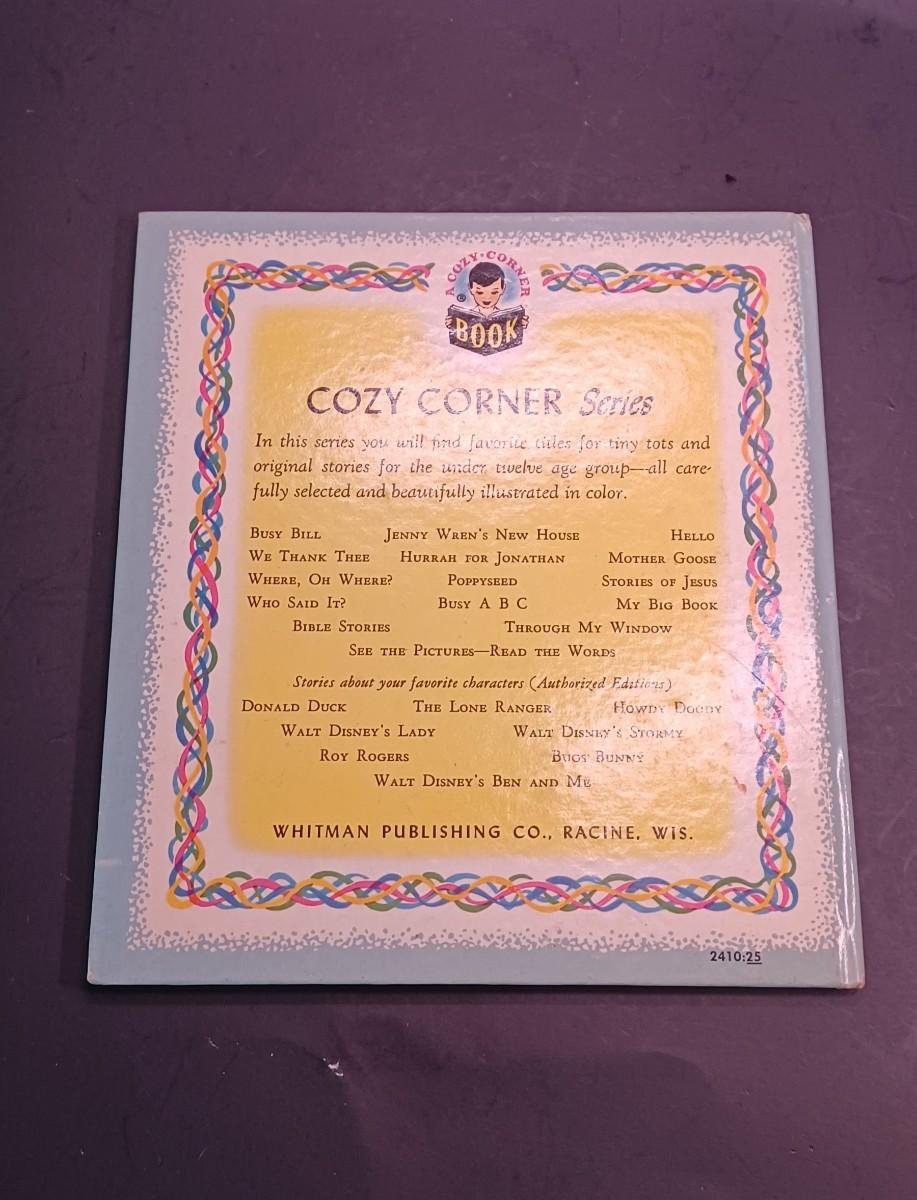 A COZY-CORNER
®
BOOK
COZY CORNER Series
In this series you will find favorite titles for tiny tots and
original stories for the under twelve age group—all care-
fully selected and beautifully illustrated in color.
BUSY BILL JENNY WREN'S NEW HOUSE HELLO
WE THANK THEE HURRAH FOR JONATHAN MOTHER GOOSE
WHERE, OH WHERE? POPPYSEED STORIES OF JESUS
WHO SAID IT? BUSY A B C MY BIG BOOK
BIBLE STORIES THROUGH MY WINDOW
SEE THE PICTURES—READ THE WORDS
Stories about your favorite characters (Authorized Editions)
DONALD DUCK THE LONE RANGER HOWDY DOODY
WALT DISNEY'S LADY WALT DISNEY'S STORMY
ROY ROGERS BUGS BUNNY
WALT DISNEY'S BEN AND ME
WHITMAN PUBLISHING CO., RACINE, WIS.
2410:25